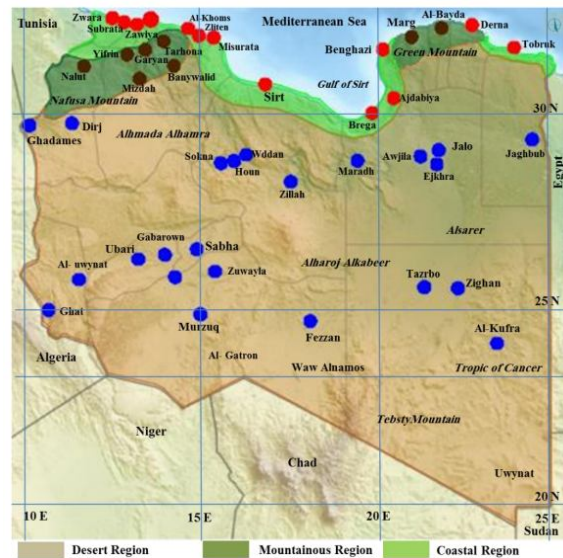 Tunisia
Zwara
Subrata
Zawiya
Al-Khoms
Zliten
Misurata
Mediterranean Sea
Marg
Al-Bayda
Derna
Tobruk
Benghazi
Green Mountain
Yifrin
Garyan
Tarhona
Nalut
Mizdah
Banywalid
Nafusa Mountain
Gulf of Sirt
Sirt
Ajdabiya
Brega
30 N
Ghadames
Dirj
Alhmada Alhamra
Sokna
Wddan
Houn
Zillah
Maradh
Awjila
Jalo
Ejkhra
Jaghbub
Egypt
Alsarer
Gabarown
Ubari
Sabha
Al- uwynat
Zuwayla
Alharoj Alkabeer
Tazrbo
Zighan
Ghat
25 N
Murzuq
Fezzan
Al-Kufra
Algeria
Al- Gatron
Waw Alnamos
Tropic of Cancer
TebstyMountain
Niger
Chad
Uwynat
20 N
10 E
15 E
20 E
25 E
Sudan
Desert Region
Mountainous Region
Coastal Region